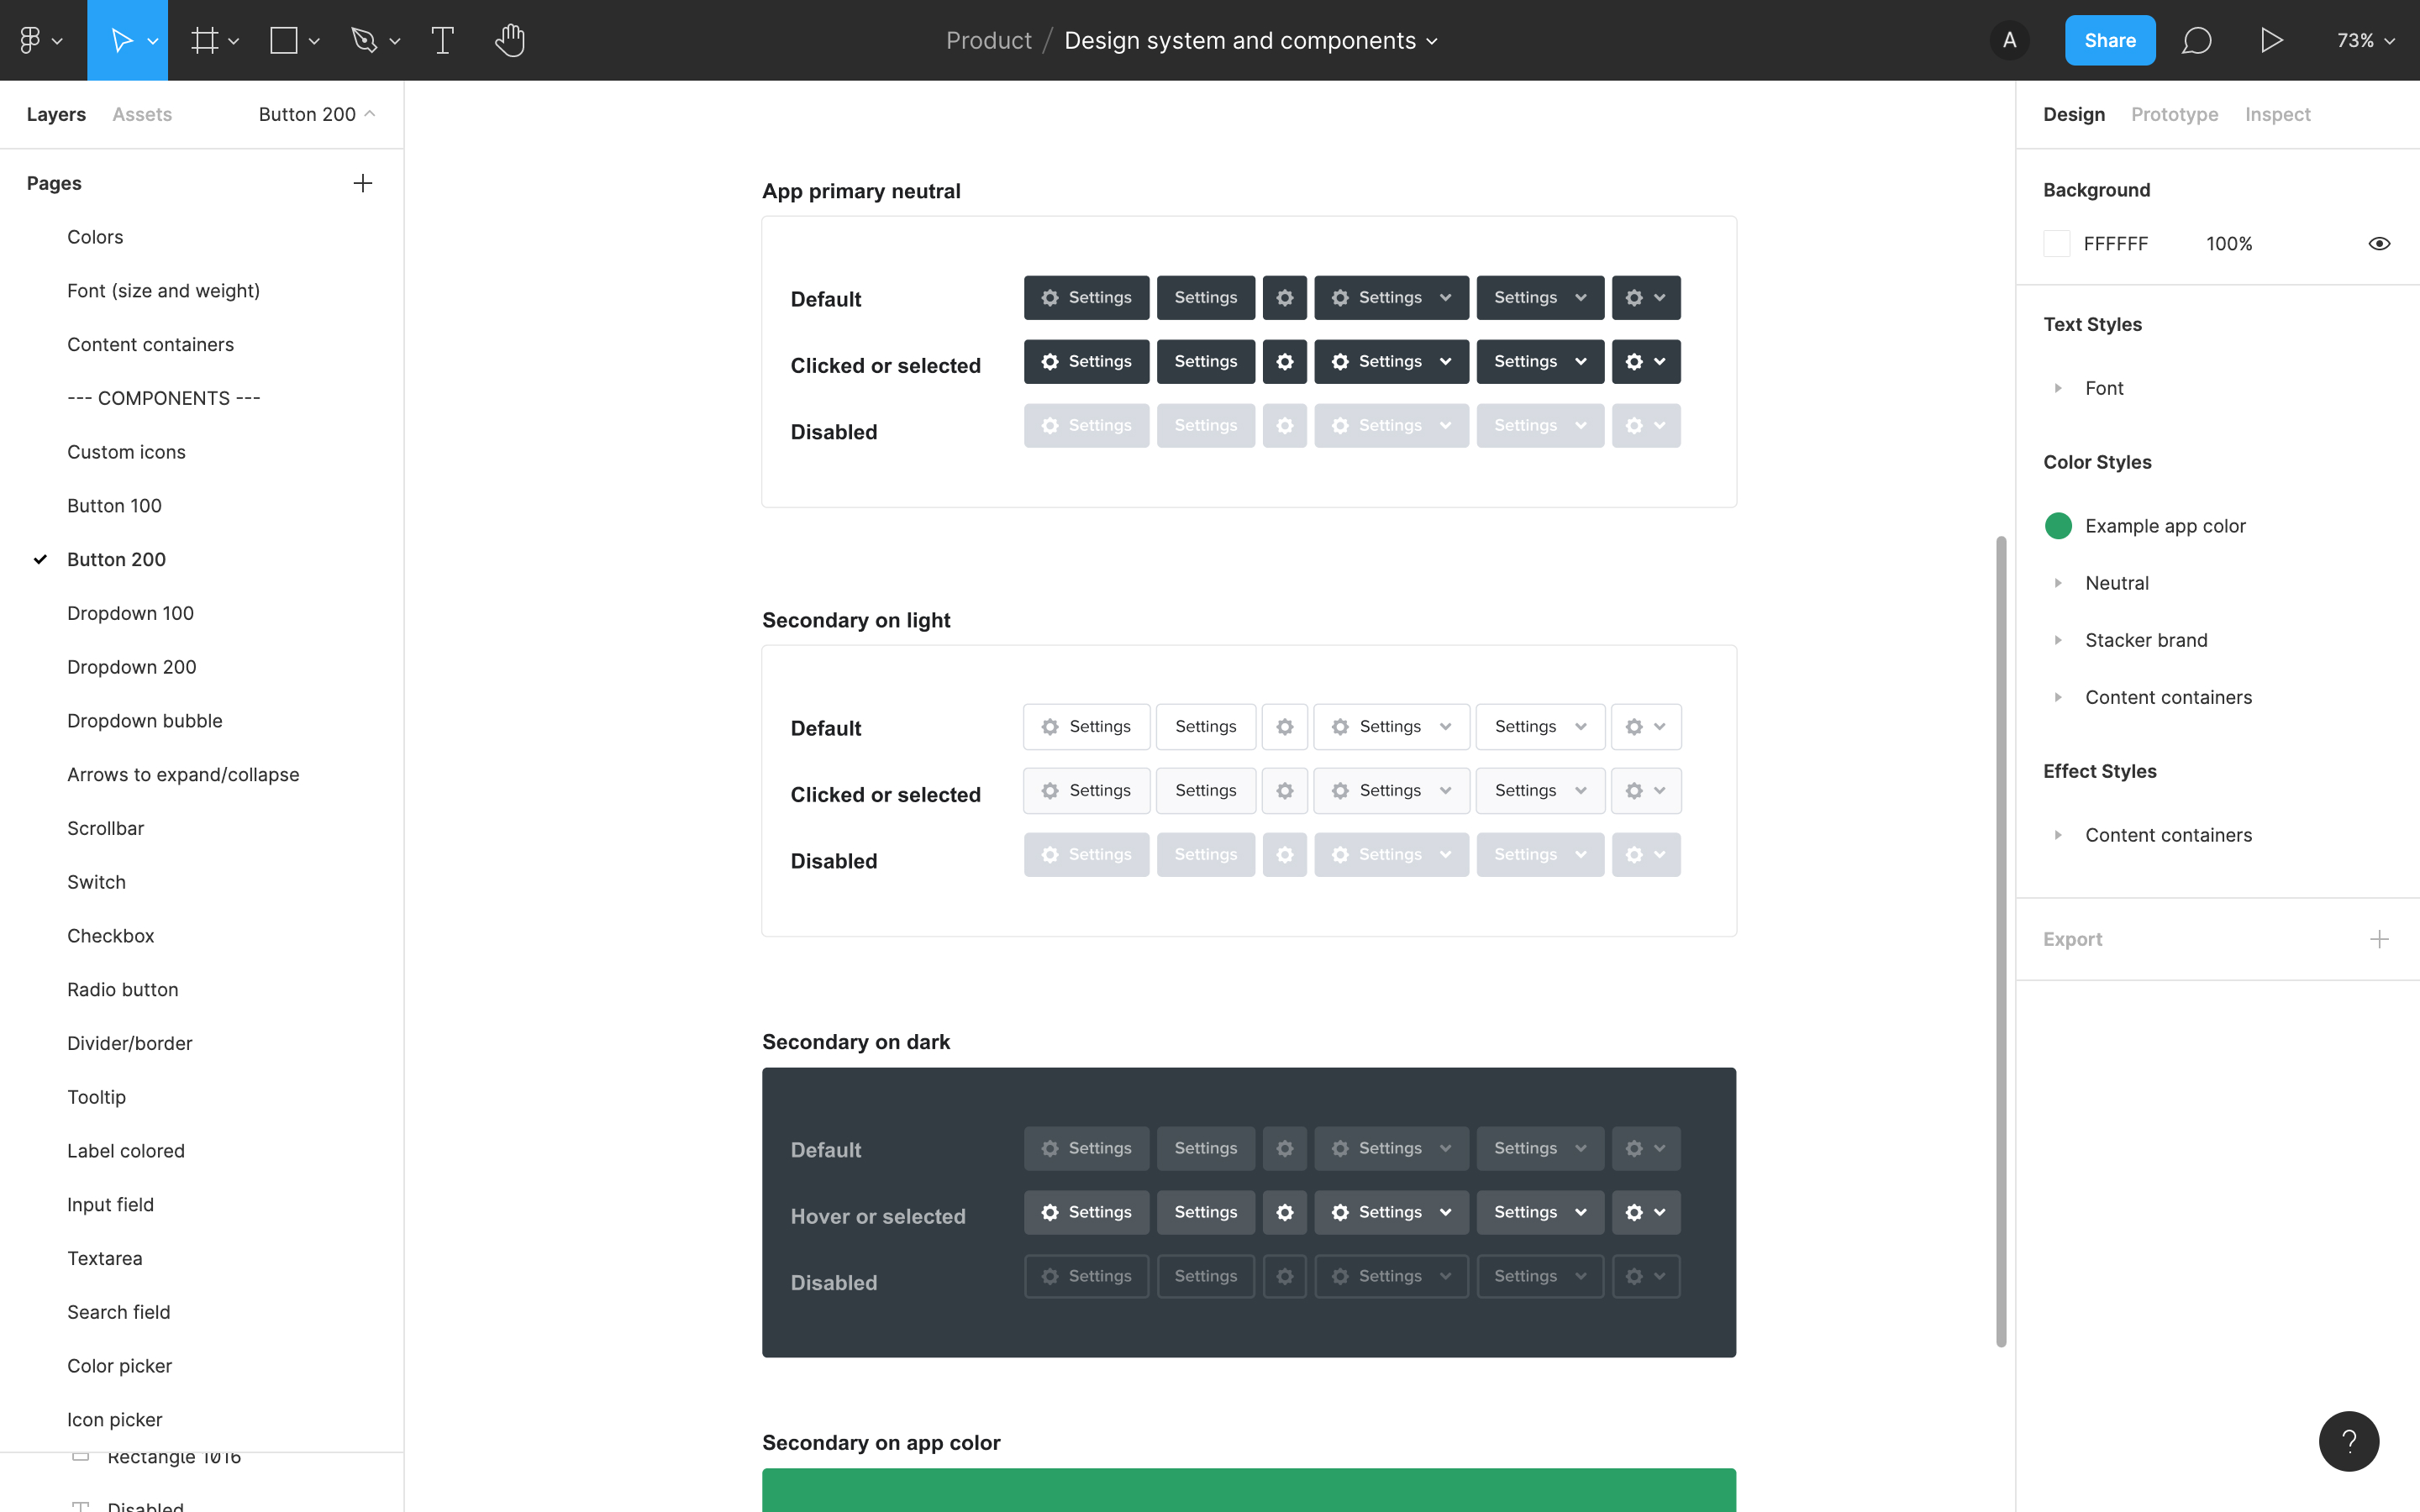 Product / Design system and components
A
Share
73%
Layers Assets Button 200
Pages
Colors
Font (size and weight)
Content containers
--- COMPONENTS ---
Custom icons
Button 100
Button 200
Dropdown 100
Dropdown 200
Dropdown bubble
Arrows to expand/collapse
Scrollbar
Switch
Checkbox
Radio button
Divider/border
Tooltip
Label colored
Input field
Textarea
Search field
Color picker
Icon picker
Rectangle 1016
Disabled
App primary neutral
Default Settings Settings Settings Settings
Clicked or selected Settings Settings Settings Settings
Disabled Settings Settings Settings Settings
Secondary on light
Default Settings Settings Settings Settings
Clicked or selected Settings Settings Settings Settings
Disabled Settings Settings Settings Settings
Secondary on dark
Default Settings Settings Settings Settings
Hover or selected Settings Settings Settings Settings
Disabled Settings Settings Settings Settings
Secondary on app color
Design Prototype Inspect
Background
FFFFFF 100%
Text Styles
Font
Color Styles
Example app color
Neutral
Stacker brand
Content containers
Effect Styles
Content containers
Export
?